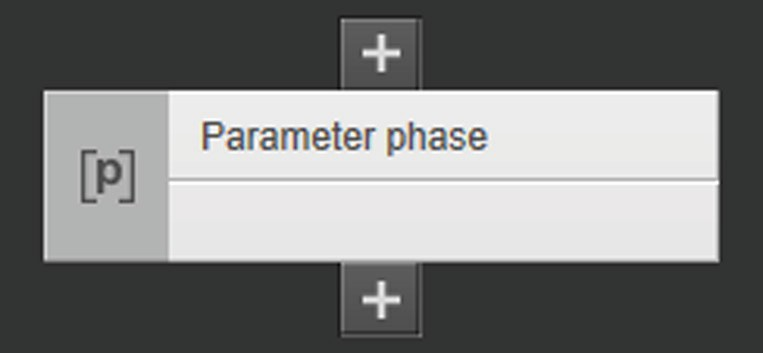 +
Parameter phase
[p]
+